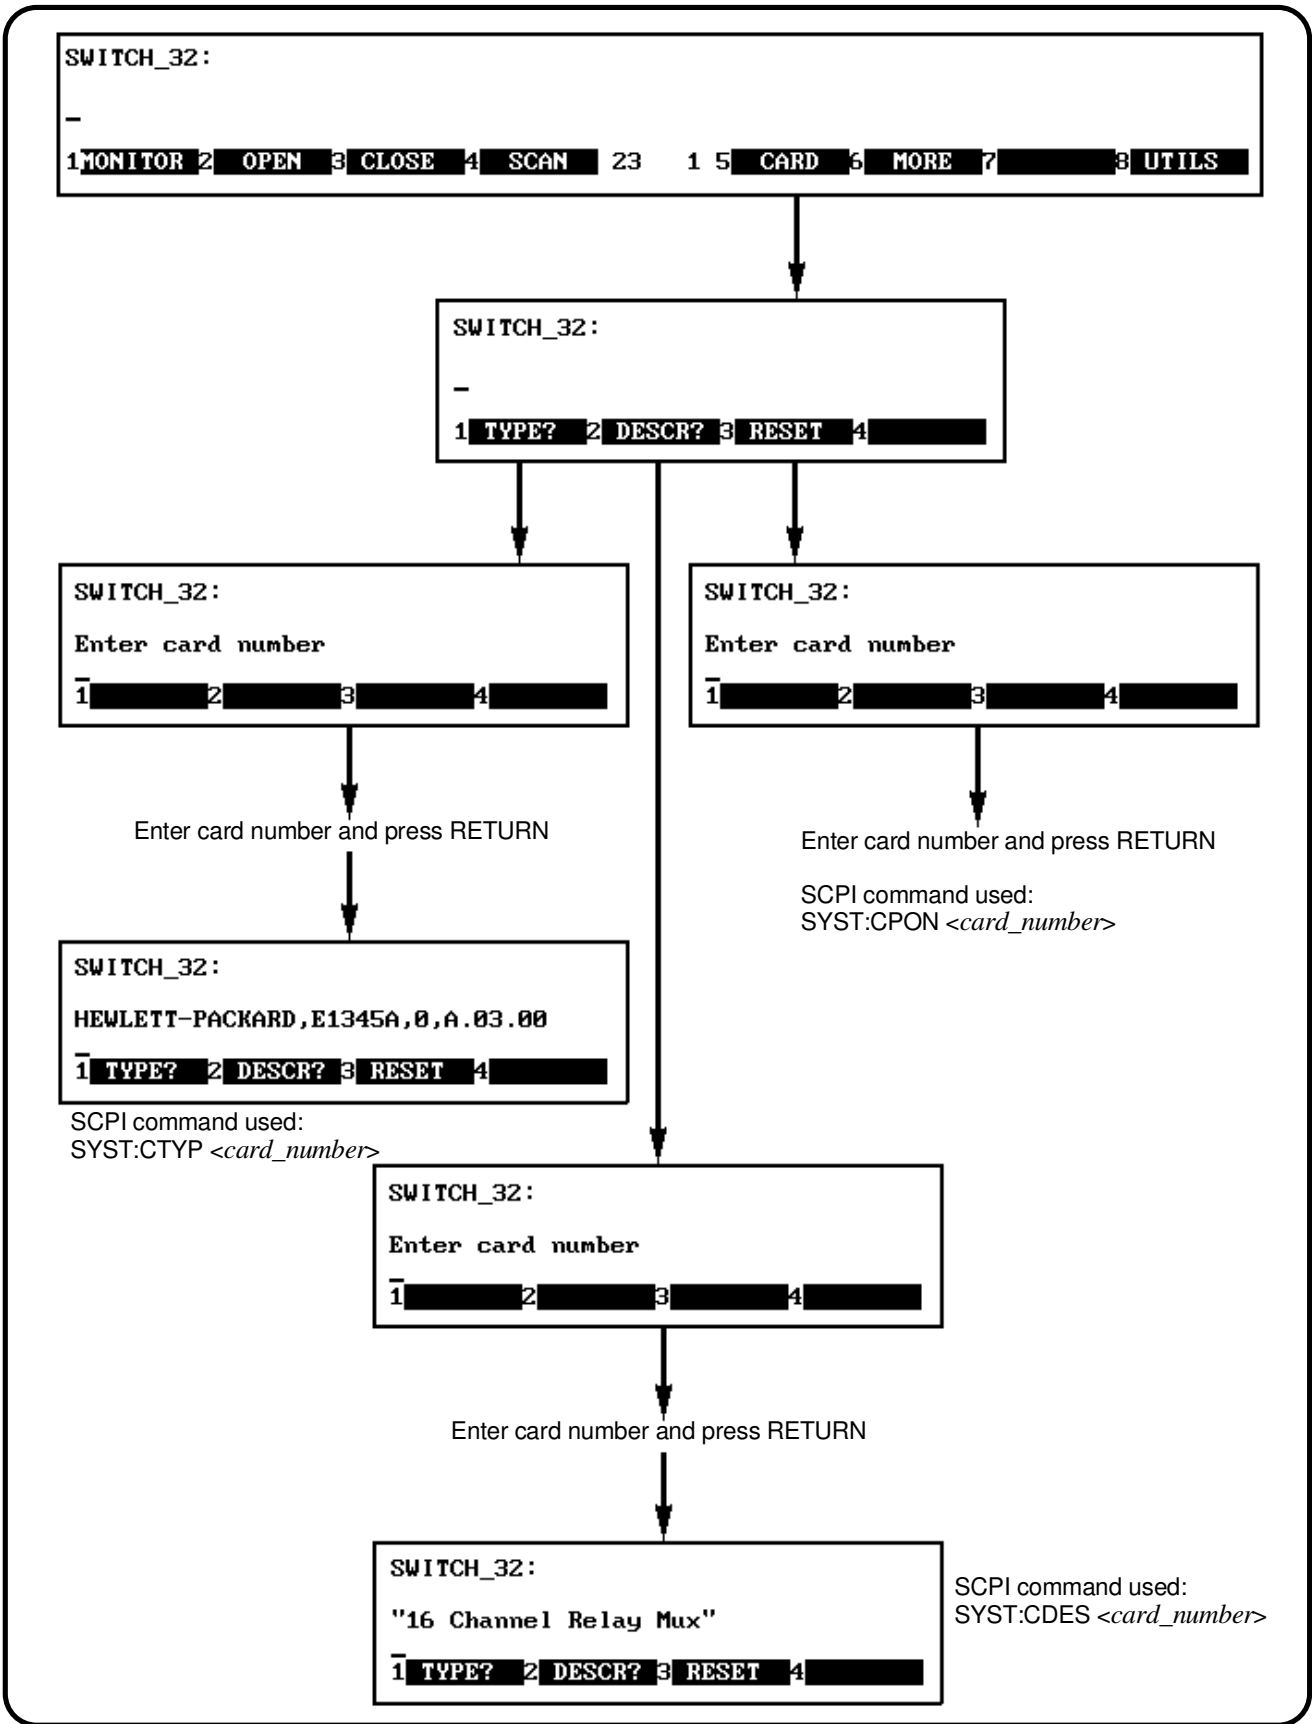 SWITCH_32:
_
1 MONITOR 2 OPEN 3 CLOSE 4 SCAN 23 1 5 CARD 6 MORE 7 8 UTILS
SWITCH_32:
_
1 TYPE? 2 DESCR? 3 RESET 4
SWITCH_32:
Enter card number
1 2 3 4
SWITCH_32:
Enter card number
1 2 3 4
Enter card number and press RETURN
Enter card number and press RETURN
SCPI command used:
SYST:CPON <card_number>
SWITCH_32:
HEWLETT-PACKARD,E1345A,0,A.03.00
1 TYPE? 2 DESCR? 3 RESET 4
SCPI command used:
SYST:CTYP <card_number>
SWITCH_32:
Enter card number
1 2 3 4
Enter card number and press RETURN
SWITCH_32:
"16 Channel Relay Mux"
1 TYPE? 2 DESCR? 3 RESET 4
SCPI command used:
SYST:CDES <card_number>